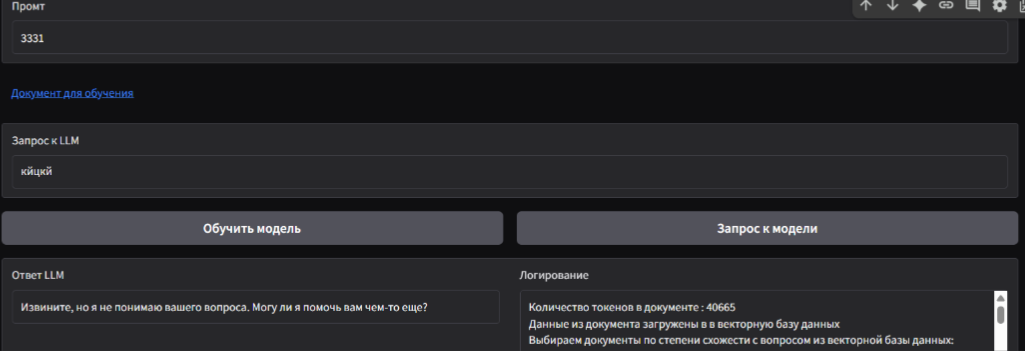 Промт
3331
Документ для обучения
Запрос к LLM
кйцкй
Обучить модель
Запрос к модели
Ответ LLM
Извините, но я не понимаю вашего вопроса. Могу ли я помочь вам чем-то еще?
Логирование
Количество токенов в документе : 40665
Данные из документа загружены в в векторную базу данных
Выбираем документы по степени схожести с вопросом из векторной базы данных: